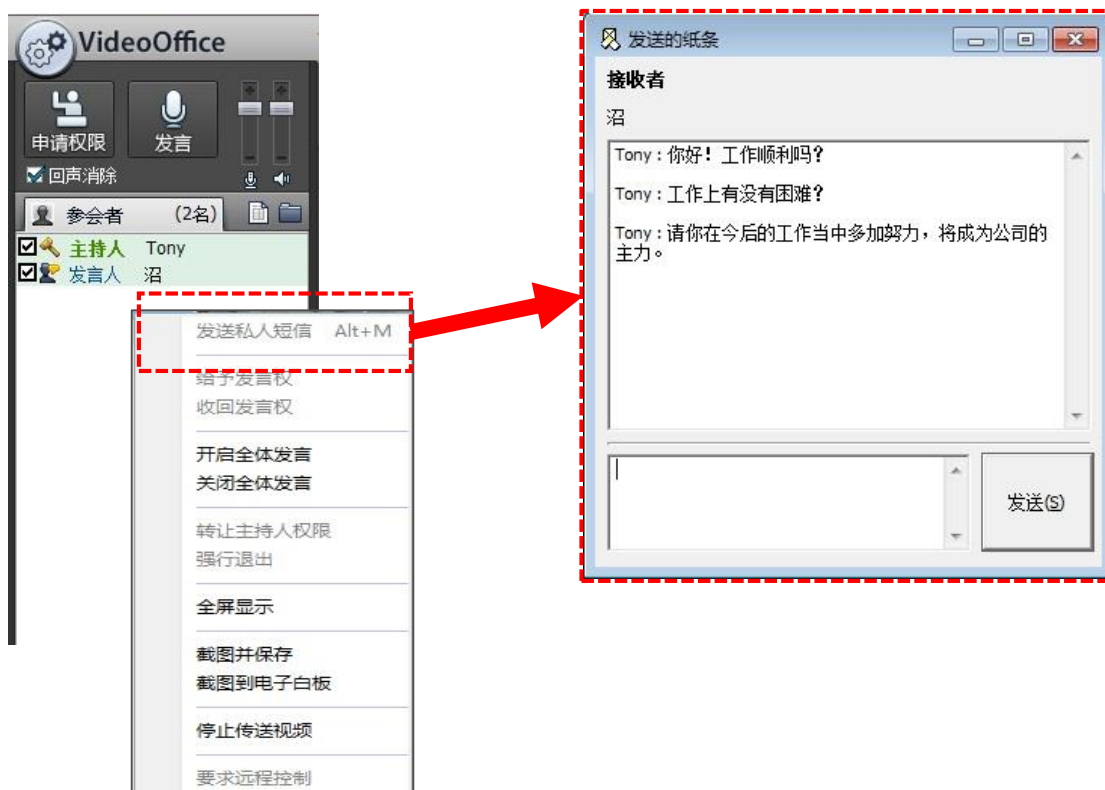 VideoOffice
申请权限
发言
回声消除
参会者 (2名)
主持人 Tony
发言人 沼
发送私人短信 Alt+M
给予发言权
收回发言权
开启全体发言
关闭全体发言
转让主持人权限
强行退出
全屏显示
截图并保存
截图到电子白板
停止传送视频
要求远程控制
发送的纸条
接收者
沼
Tony : 你好！工作顺利吗?
Tony : 工作上有没有困难?
Tony : 请你在今后的工作当中多加努力，将成为公司的
主力。
发送(S)